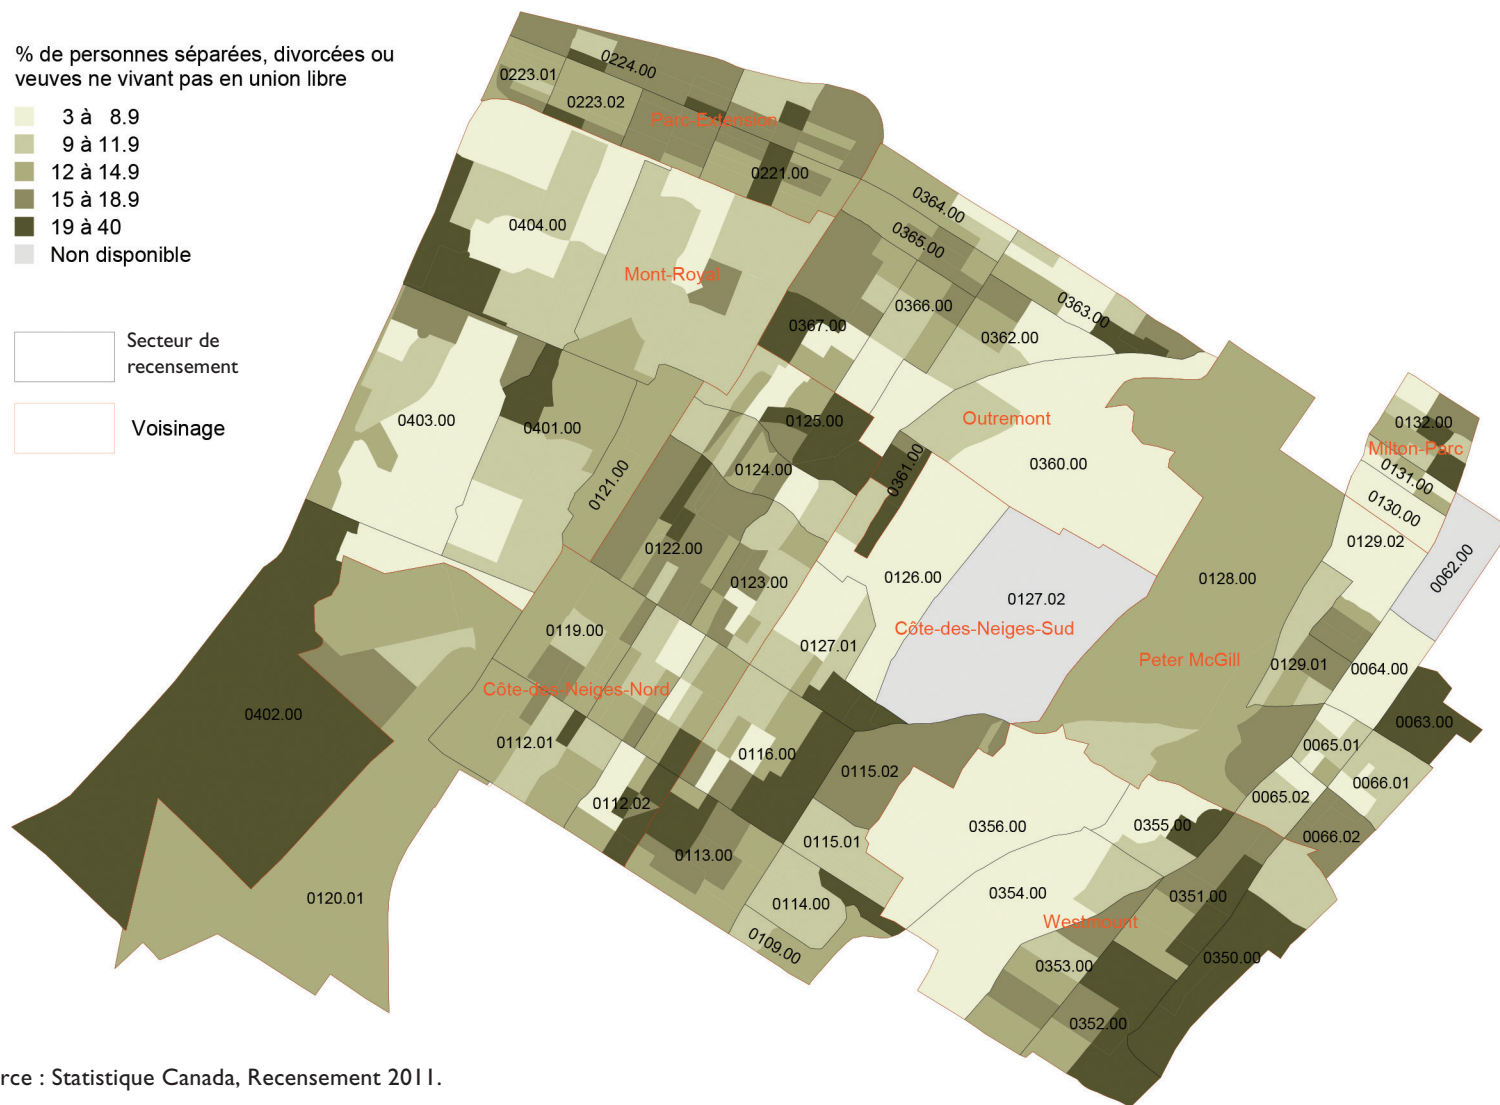 % de personnes séparées, divorcées ou
veuves ne vivant pas en union libre
3 à 8.9
9 à 11.9
12 à 14.9
15 à 18.9
19 à 40
Non disponible
Secteur de
recensement
Voisinage
0224.00
0223.01
0223.02
Parc-Extension
0221.00
0404.00
Mont-Royal
0364.00
0365.00
0366.00
0363.00
0367.00
0362.00
0403.00
0401.00
0125.00
Outremont
0360.00
0361.00
0124.00
0121.00
0132.00
Milton-Parc
0131.00
0130.00
0129.02
0062.00
0122.00
0123.00
0126.00
0127.02
0128.00
Côte-des-Neiges-Sud
0119.00
0127.01
Peter McGill
0129.01
0064.00
Côte-des-Neiges-Nord
0402.00
0112.01
0116.00
0115.02
0063.00
0065.01
0066.01
0065.02
0112.02
0356.00
0355.00
0066.02
0115.01
0113.00
0354.00
0351.00
0120.01
0114.00
Westmount
0109.00
0353.00
0350.00
0352.00
rce : Statistique Canada, Recensement 2011.